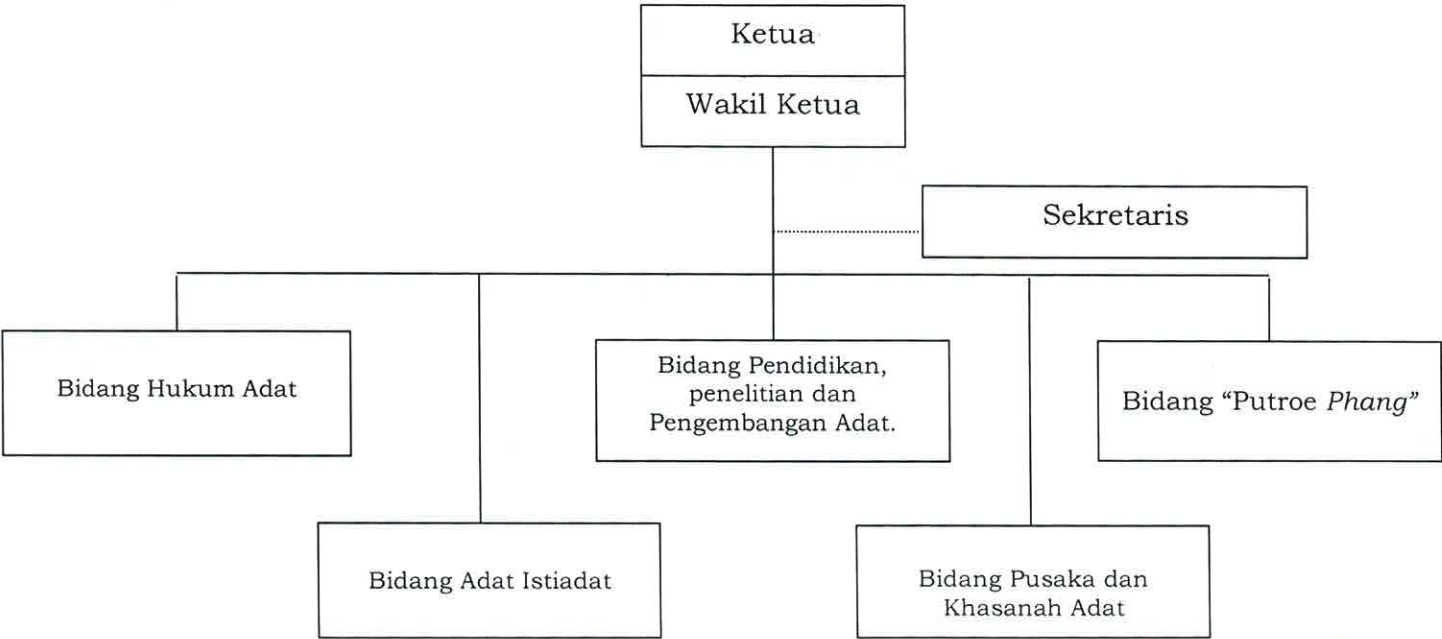 Ketua
Wakil Ketua
Sekretaris
Bidang Hukum Adat
Bidang Pendidikan,
penelitian dan
Pengembangan Adat.
Bidang “Putroe Phang”
Bidang Adat Istiadat
Bidang Pusaka dan
Khasanah Adat